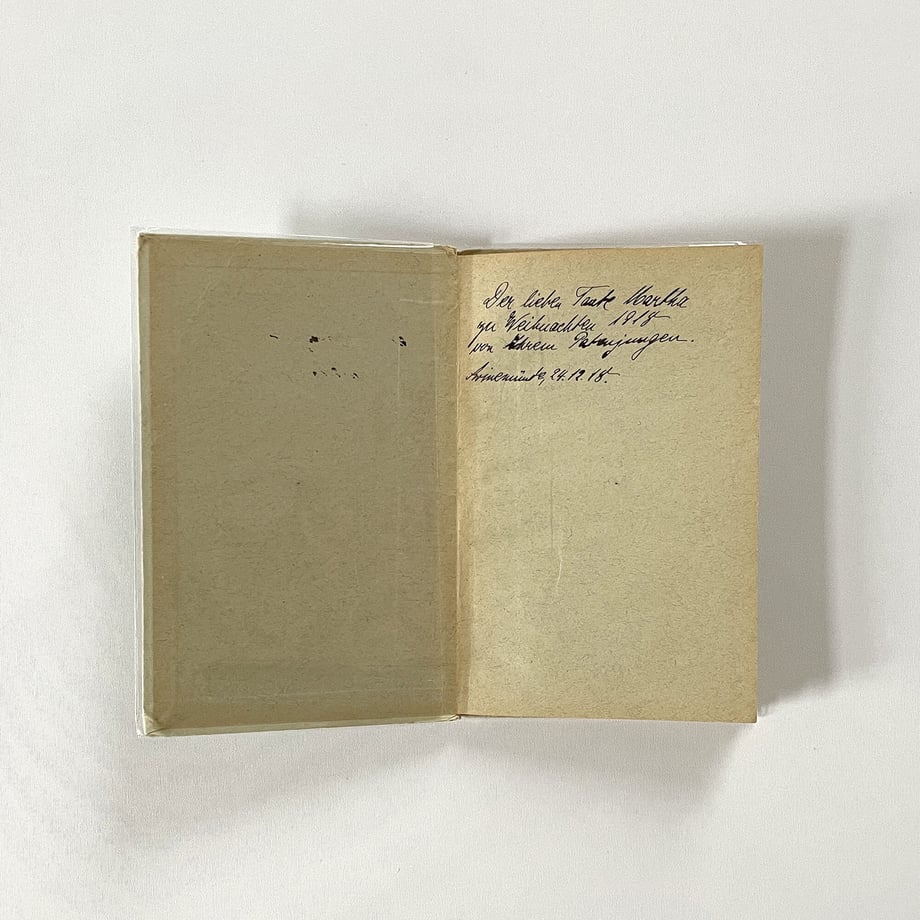 Der lieben Tante Martha
zu Weihnachten 1918
von Ihrem Patenjungen.
24.12.18.